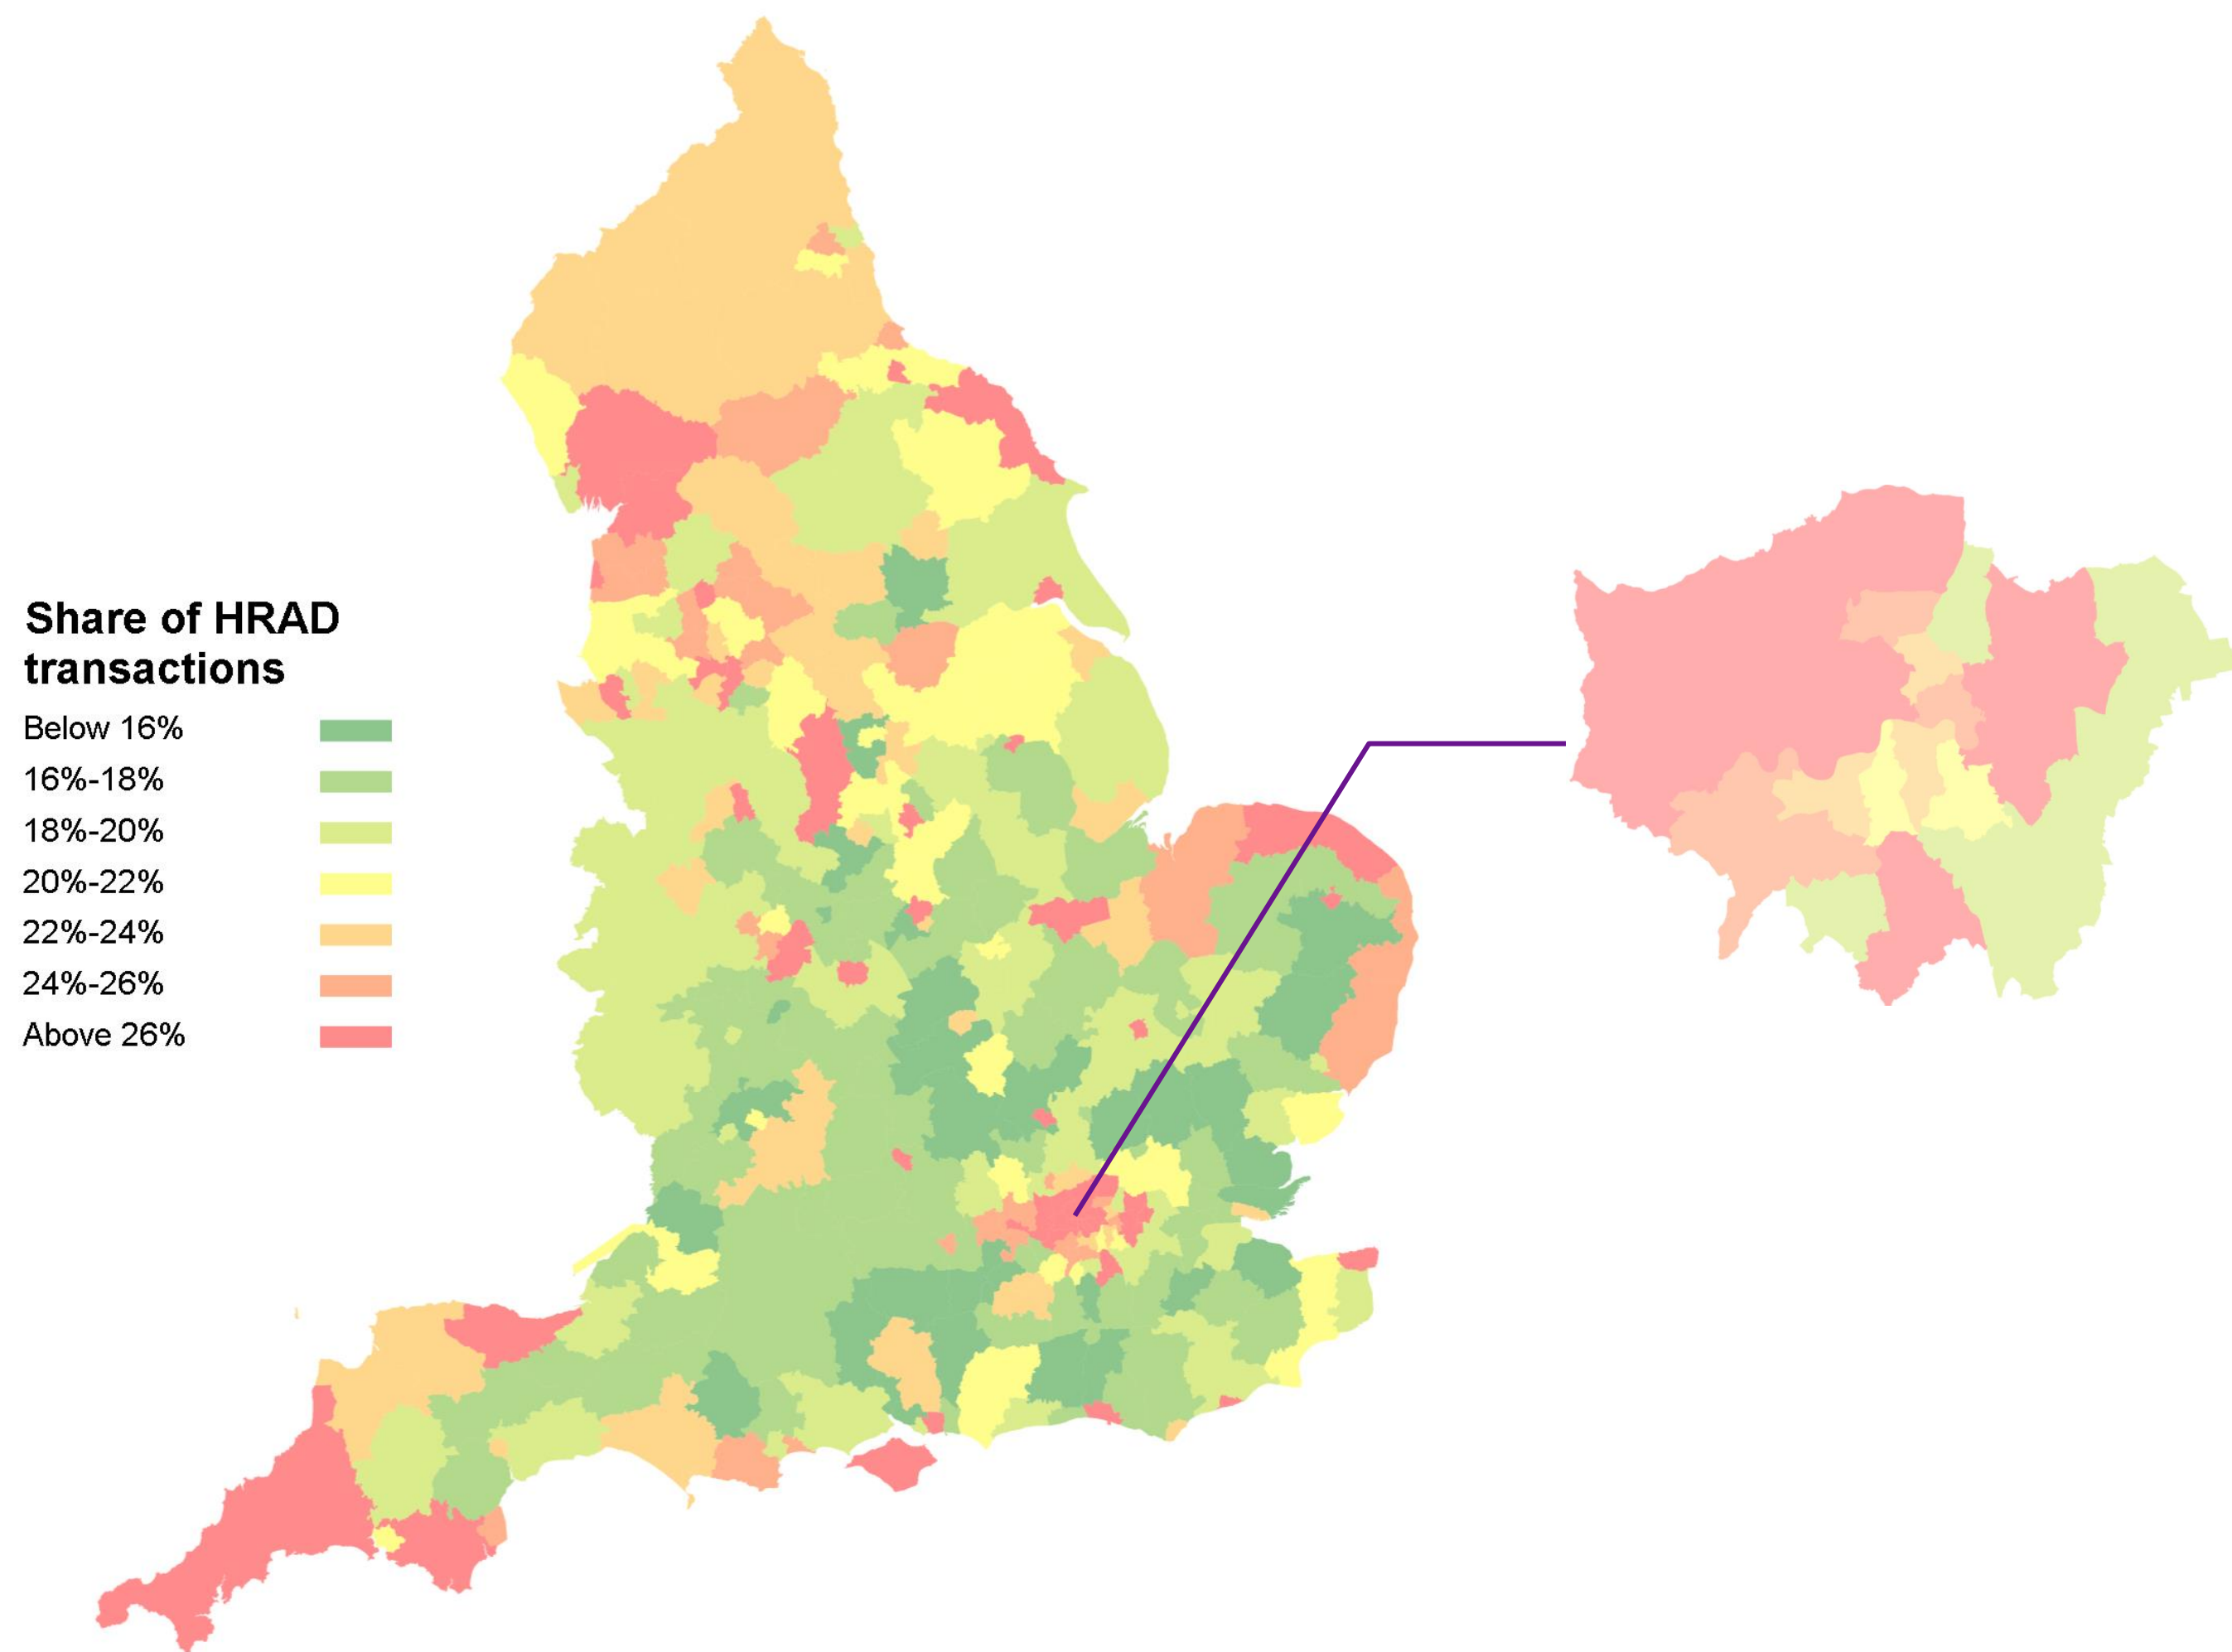 Share of HRAD
transactions
Below 16%
16%-18%
18%-20%
20%-22%
22%-24%
24%-26%
Above 26%